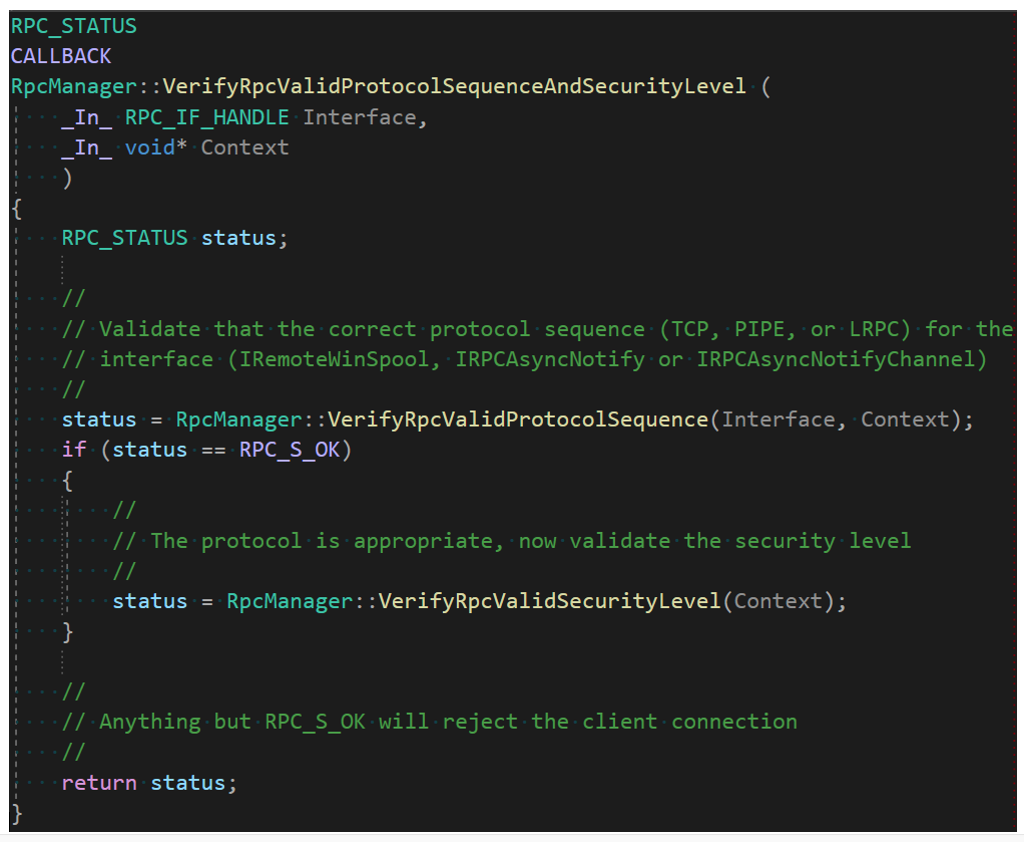 RPC_STATUS
CALLBACK
RpcManager::VerifyRpcValidProtocolSequenceAndSecurityLevel (
    _In_ RPC_IF_HANDLE Interface,
    _In_ void* Context
    )
{
    RPC_STATUS status;

    //
    // Validate that the correct protocol sequence (TCP, PIPE, or LRPC) for the
    // interface (IRemoteWinSpool, IRPCAsyncNotify or IRPCAsyncNotifyChannel)
    //
    status = RpcManager::VerifyRpcValidProtocolSequence(Interface, Context);
    if (status == RPC_S_OK)
    {
        //
        // The protocol is appropriate, now validate the security level
        //
        status = RpcManager::VerifyRpcValidSecurityLevel(Context);
    }

    //
    // Anything but RPC_S_OK will reject the client connection
    //
    return status;
}